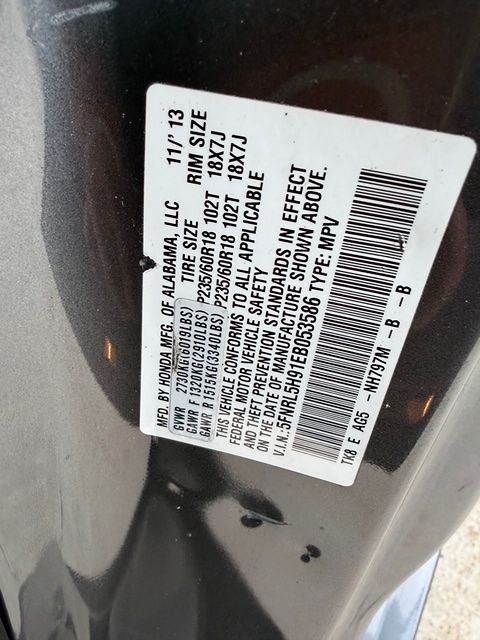 MFD. BY HONDA MFG. OF ALABAMA, LLC 11/' 13
TIRE SIZE RIM SIZE
GVWR 2730KG(6019LBS)
GAWR F 1320KG(2910LBS) P235/60R18 102T 18X7J
GAWR R 1515KG(3340LBS) P235/60R18 102T 18X7J
THIS VEHICLE CONFORMS TO ALL APPLICABLE
FEDERAL MOTOR VEHICLE SAFETY
AND THEFT PREVENTION STANDARDS IN EFFECT
ON THE DATE OF MANUFACTURE SHOWN ABOVE.
V.I.N.:5FNRL5H91EB053586 TYPE: MPV
TK8 E AG5 -NH797M -B -B